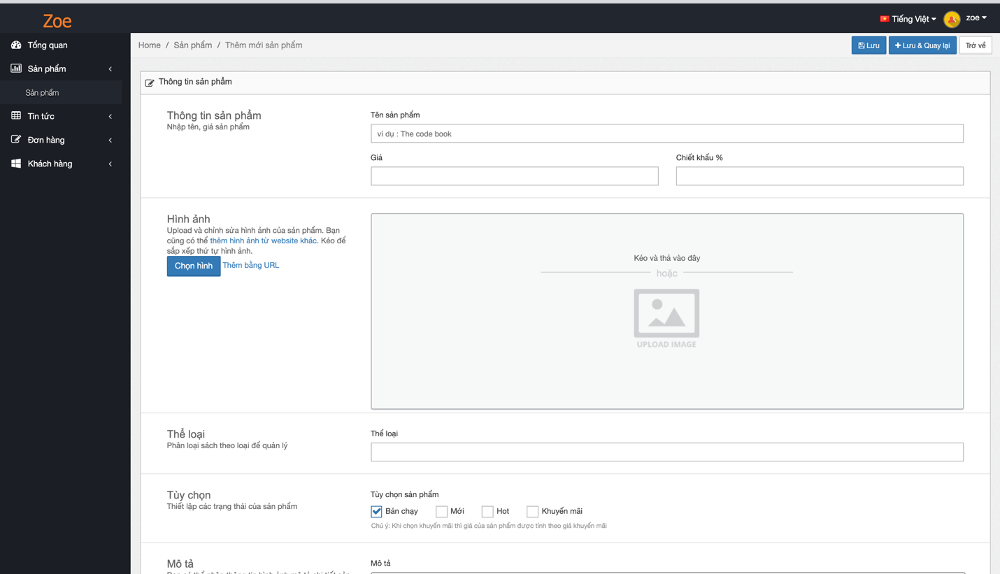 Zoe
Tiếng Việt
zoe
Tổng quan
Sản phẩm
Sản phẩm
Tin tức
Đơn hàng
Khách hàng
Home / Sản phẩm / Thêm mới sản phẩm
Lưu
Lưu & Quay lại
Trở về
Thông tin sản phẩm
Thông tin sản phẩm
Nhập tên, giá sản phẩm
Tên sản phẩm
ví dụ : The code book
Giá
Chiết khấu %
Hình ảnh
Upload và chỉnh sửa hình ảnh của sản phẩm. Bạn
cũng có thể thêm hình ảnh từ website khác. Kéo để
sắp xếp thứ tự hình ảnh.
Chọn hình
Thêm bằng URL
Kéo và thả vào đây
hoặc
UPLOAD IMAGE
Thể loại
Phân loại sách theo loại để quản lý
Thể loại
Tùy chọn
Thiết lập các trạng thái của sản phẩm
Tùy chọn sản phẩm
Bán chạy
Mới
Hot
Khuyến mãi
Chú ý: Khi chọn khuyến mãi thì giá của sản phẩm được tính theo giá khuyến mãi
Mô tả
Mô tả